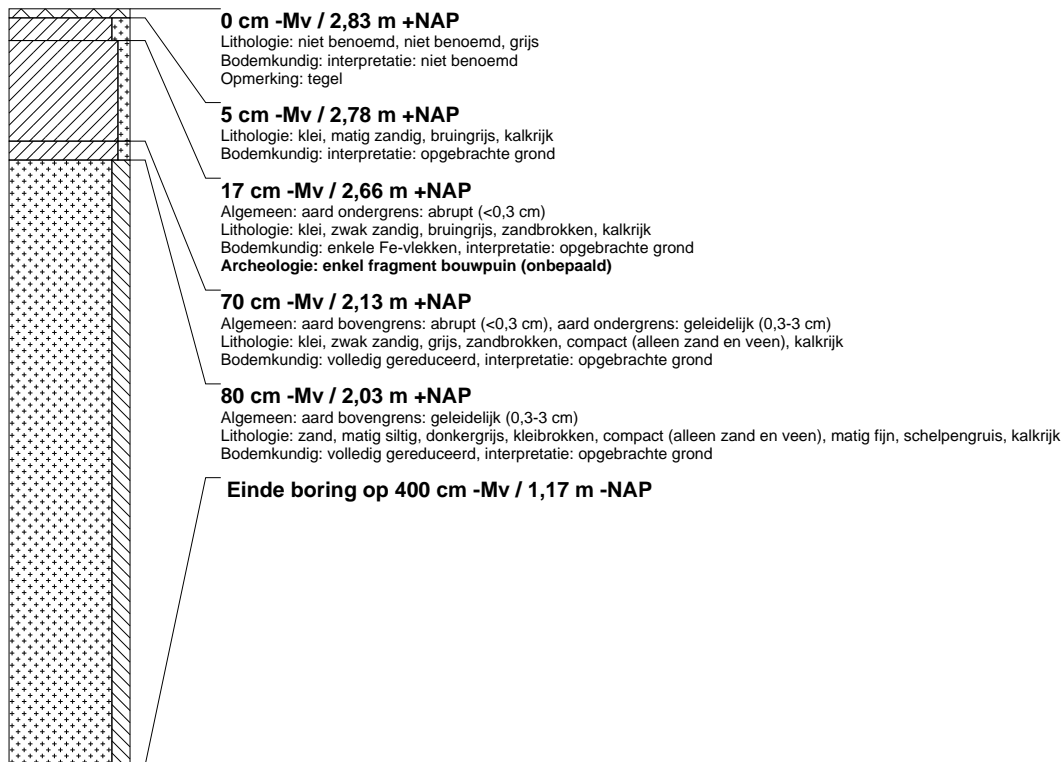 0 cm -Mv / 2,83 m +NAP
Lithologie: niet benoemd, niet benoemd, grijs
Bodemkundig: interpretatie: niet benoemd
Opmerking: tegel
5 cm -Mv / 2,78 m +NAP
Lithologie: klei, matig zandig, bruingrijs, kalkrijk
Bodemkundig: interpretatie: opgebrachte grond
17 cm -Mv / 2,66 m +NAP
Algemeen: aard ondergrens: abrupt (<0,3 cm)
Lithologie: klei, zwak zandig, bruingrijs, zandbrokken, kalkrijk
Bodemkundig: enkele Fe-vlekken, interpretatie: opgebrachte grond
Archeologie: enkel fragment bouwpuin (onbepaald)
70 cm -Mv / 2,13 m +NAP
Algemeen: aard bovengrens: abrupt (<0,3 cm), aard ondergrens: geleidelijk (0,3-3 cm)
Lithologie: klei, zwak zandig, grijs, zandbrokken, compact (alleen zand en veen), kalkrijk
Bodemkundig: volledig gereduceerd, interpretatie: opgebrachte grond
80 cm -Mv / 2,03 m +NAP
Algemeen: aard bovengrens: geleidelijk (0,3-3 cm)
Lithologie: zand, matig siltig, donkergrijs, kleibrokken, compact (alleen zand en veen), matig fijn, schelpengruis, kalkrijk
Bodemkundig: volledig gereduceerd, interpretatie: opgebrachte grond
Einde boring op 400 cm -Mv / 1,17 m -NAP